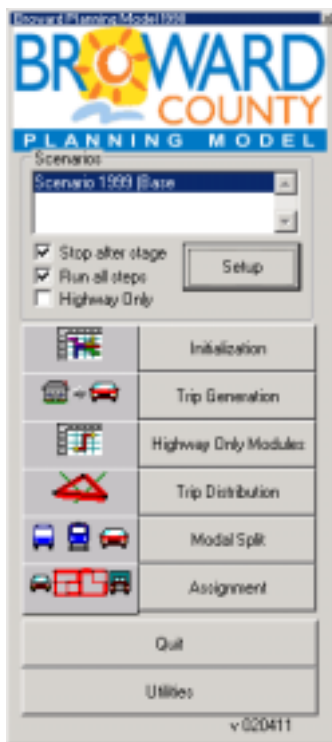 Broward Planning Model 1999
BROWARD
COUNTY
PLANNING MODEL
Scenarios
Scenario 1999 (Base
Stop after stage
Run all steps
Highway Only
Setup
Initialization
Trip Generation
Highway Only Modules
Trip Distribution
Modal Split
Assignment
Quit
Utilities
v 020411